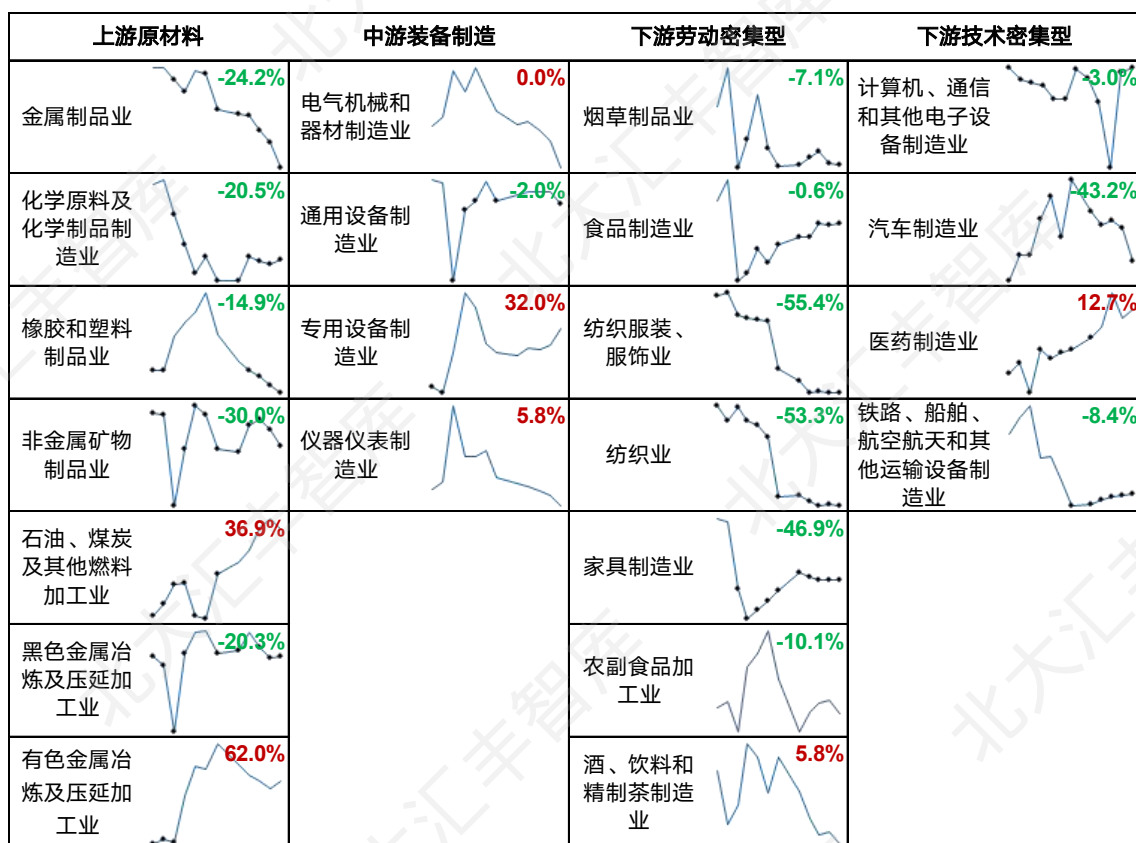 上游原材料 中游装备制造 下游劳动密集型 下游技术密集型
金属制品业 -24.2% 电气机械和 0.0% 烟草制品业 -7.1% 计算机、通信 -3.0%
器材制造业 和其他电子设
备制造业
化学原料及 -20.5% 通用设备制 -2.0% 食品制造业 -0.6% 汽车制造业 -43.2%
化学制品制 造业
造业
橡胶和塑料 -14.9% 专用设备制 32.0% 纺织服装、 -55.4% 医药制造业 12.7%
制品业 造业 服饰业
非金属矿物 -30.0% 仪器仪表制 5.8% 纺织业 -53.3% 铁路、船舶、 -8.4%
制品业 造业 航空航天和其
他运输设备制
造业
石油、煤炭 36.9% 家具制造业 -46.9%
及其他燃料
加工业
黑色金属冶 -20.3% 农副食品加 -10.1%
炼及压延加 工业
工业
有色金属冶 62.0% 酒、饮料和 5.8%
炼及压延加 精制茶制造
工业 业
北大汇丰智库